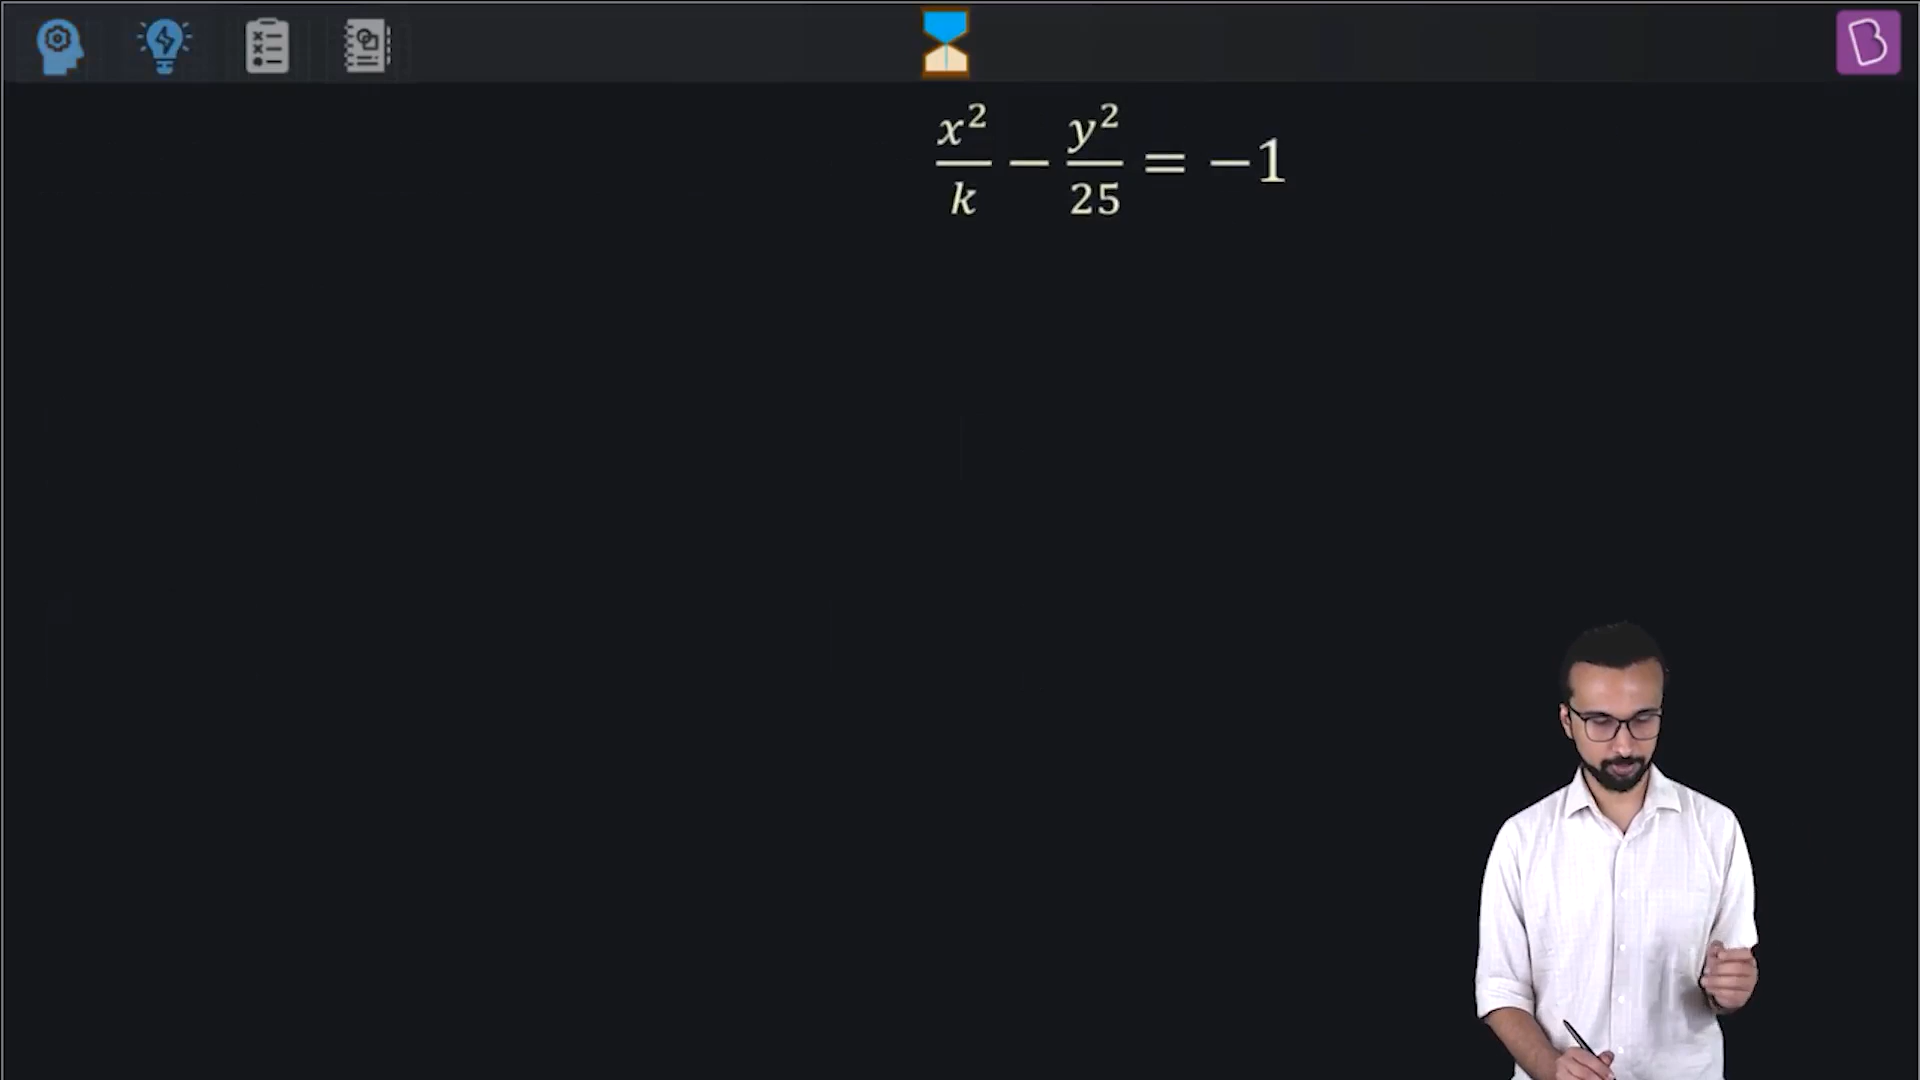 x²/k − y²/25 = −1